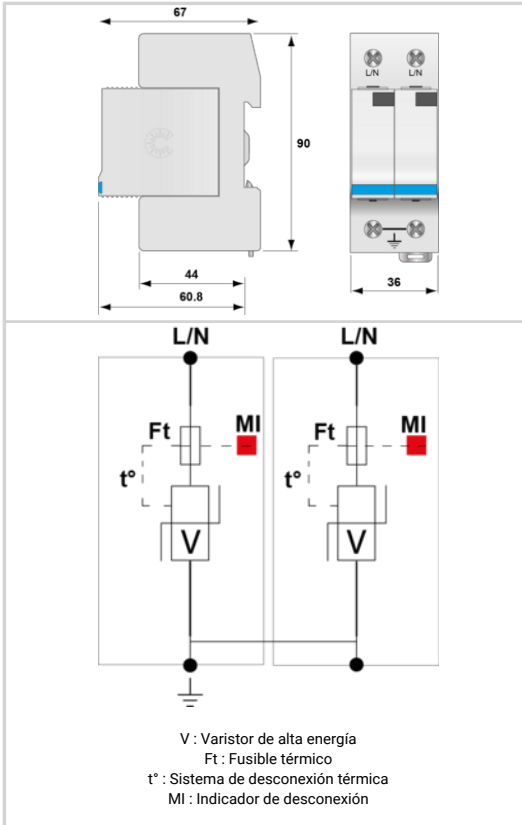 67
90
44
60.8
L/N L/N
36
L/N L/N
Ft MI Ft MI
t° t°
V V
V : Varistor de alta energía
Ft : Fusible térmico
t° : Sistema de desconexión térmica
MI : Indicador de desconexión